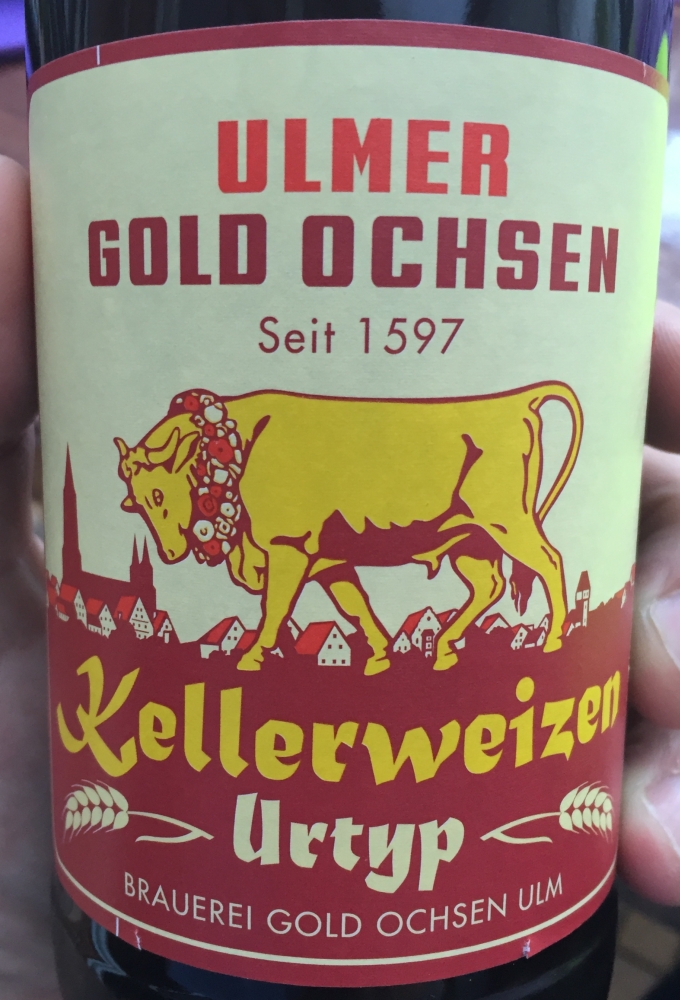 ULMER
GOLD OCHSEN
Seit 1597
Kellerweizen
Urtyp
BRAUEREI GOLD OCHSEN ULM